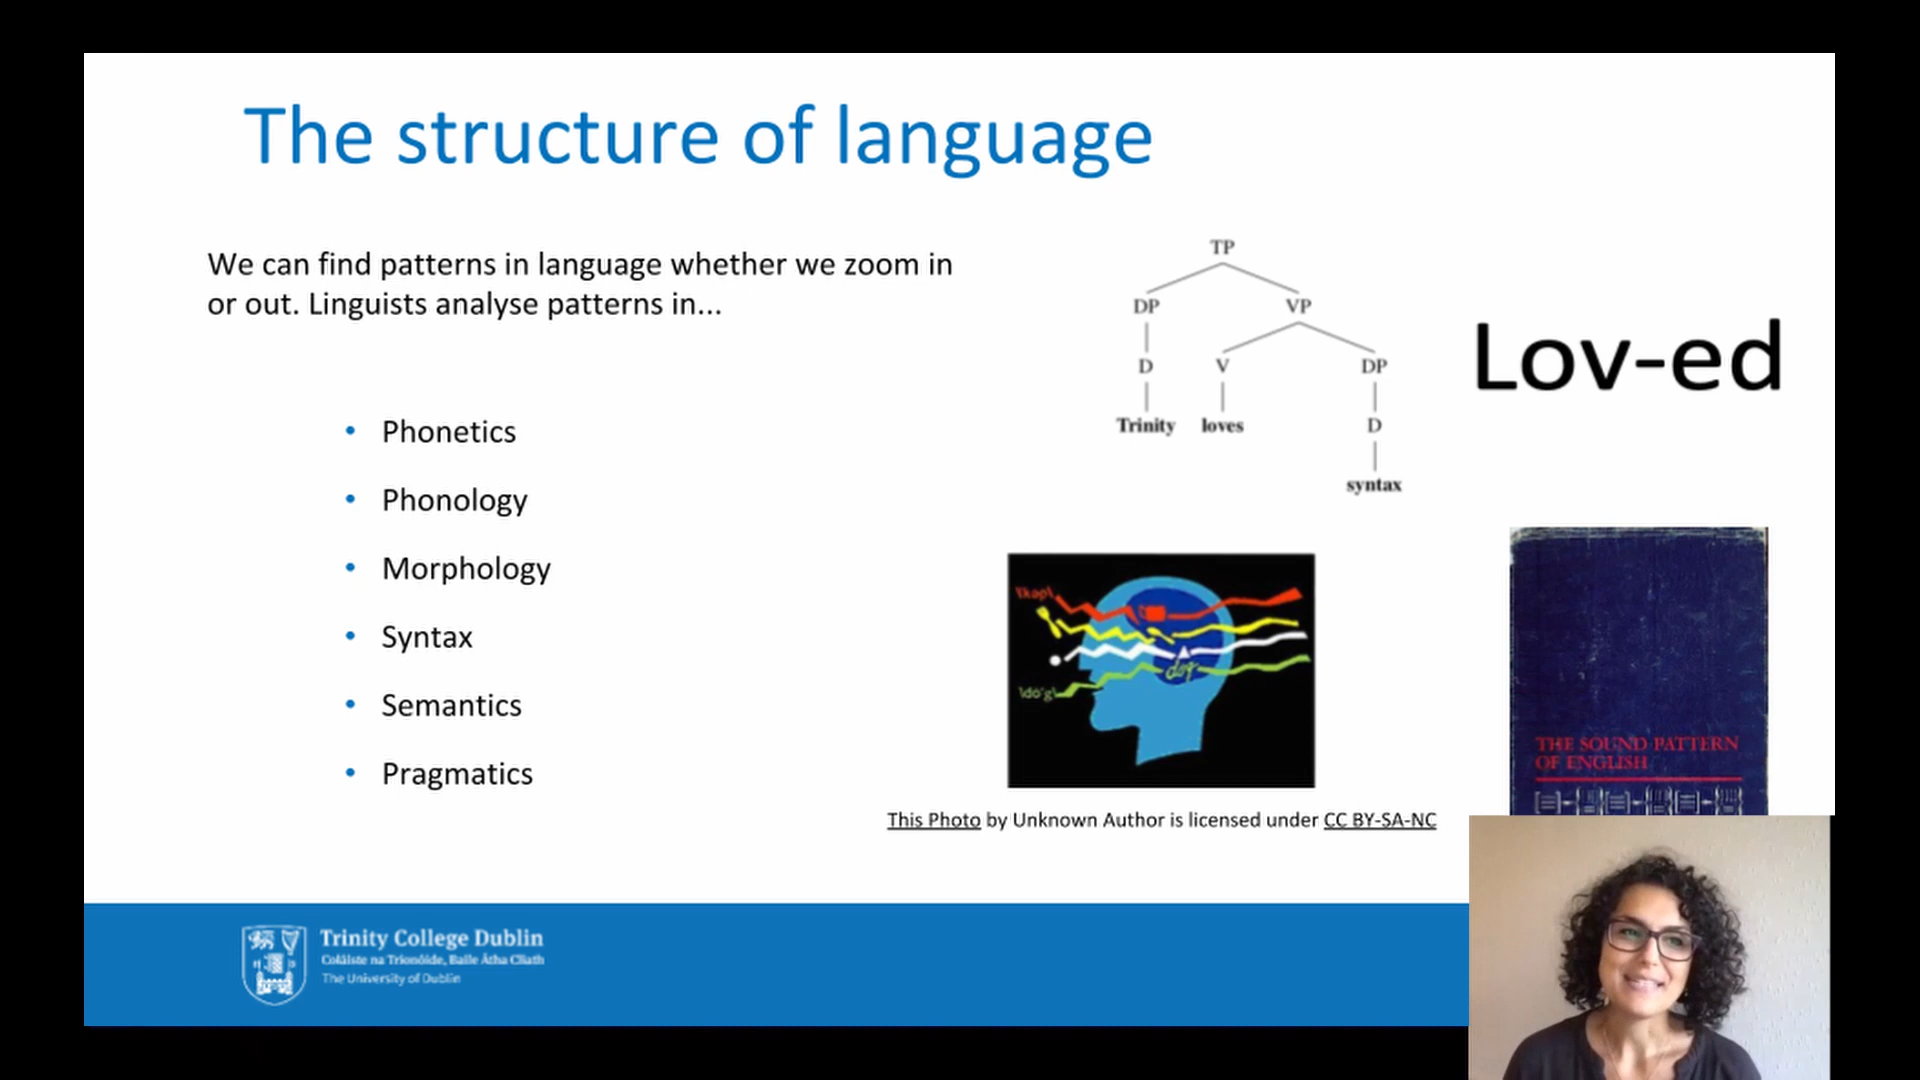 The structure of language
We can find patterns in language whether we zoom in
or out. Linguists analyse patterns in...
• Phonetics
• Phonology
• Morphology
• Syntax
• Semantics
• Pragmatics
TP
DP VP
D V DP
Trinity loves D
syntax
Lov-ed
\kap\
dog
\do'g\
THE SOUND PATTERN
OF ENGLISH
This Photo by Unknown Author is licensed under CC BY-SA-NC
Trinity College Dublin
Coláiste na Tríonóide, Baile Átha Cliath
The University of Dublin